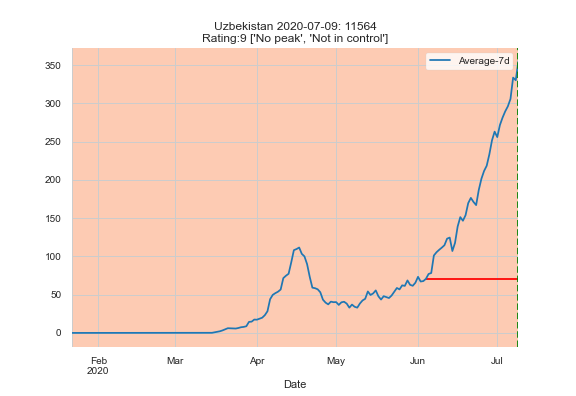 Uzbekistan 2020-07-09: 11564
Rating:9 ['No peak', 'Not in control']
Average-7d
350
300
250
200
150
100
50
0
Feb Mar Apr May Jun Jul
2020
Date